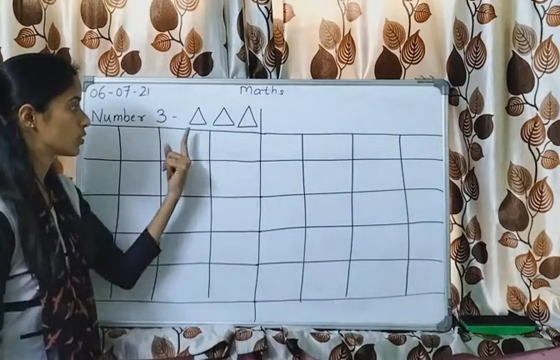 06-07-21 Maths
Number 3 - △ △ △